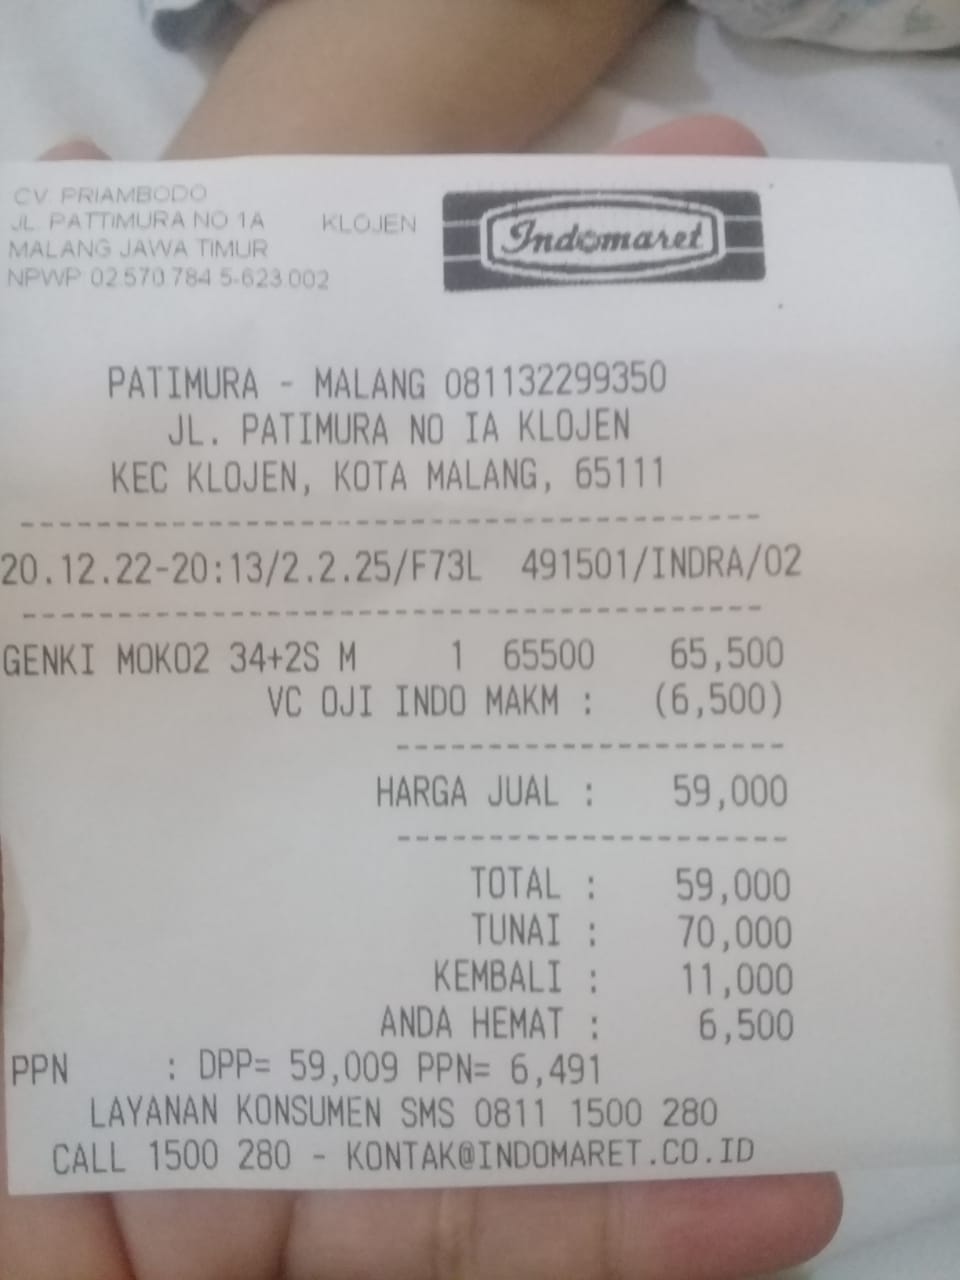 CV. PRIAMBODO
JL. PATTIMURA NO 1A KLOJEN
MALANG JAWA TIMUR
NPWP 02.570.784.5-623.002
Indomaret
PATIMURA - MALANG 081132299350
JL. PATIMURA NO IA KLOJEN
KEC KLOJEN, KOTA MALANG, 65111
20.12.22-20:13/2.2.25/F73L 491501/INDRA/02
GENKI MOKO2 34+2S M 1 65500 65,500
VC OJI INDO MAKM : (6,500)
HARGA JUAL : 59,000
TOTAL : 59,000
TUNAI : 70,000
KEMBALI : 11,000
ANDA HEMAT : 6,500
PPN : DPP= 59,009 PPN= 6,491
LAYANAN KONSUMEN SMS 0811 1500 280
CALL 1500 280 - KONTAK@INDOMARET.CO.ID